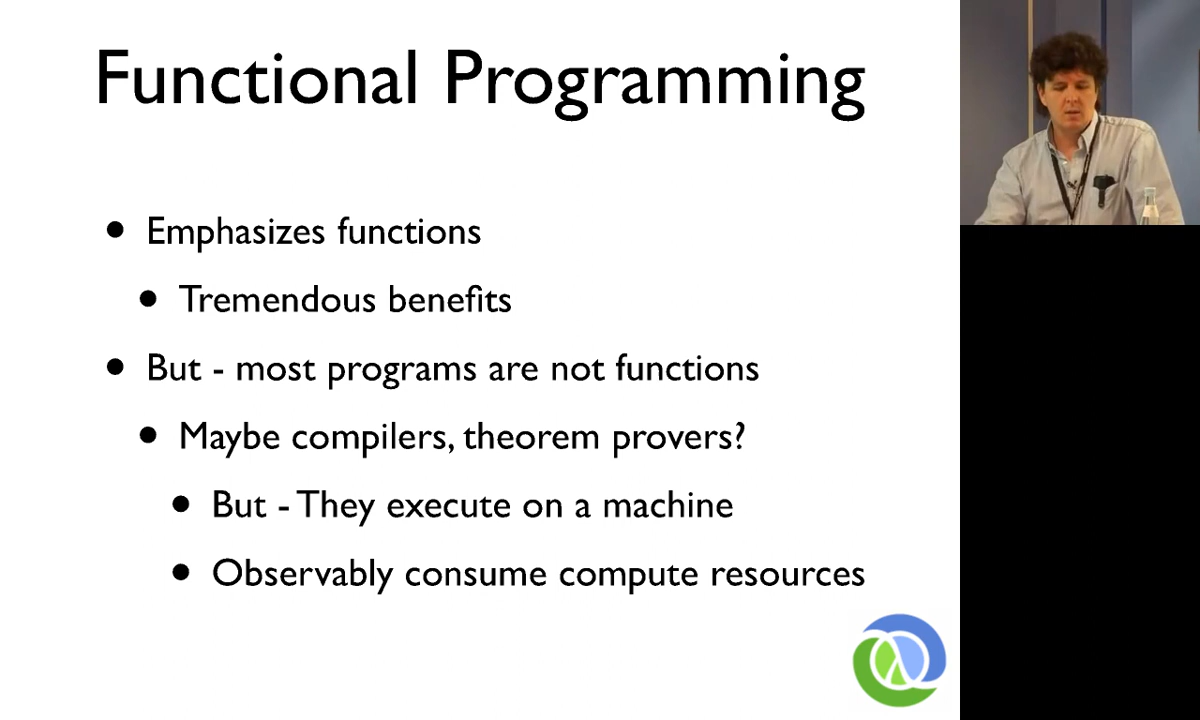 Functional Programming
• Emphasizes functions
• Tremendous benefits
• But - most programs are not functions
• Maybe compilers, theorem provers?
• But - They execute on a machine
• Observably consume compute resources